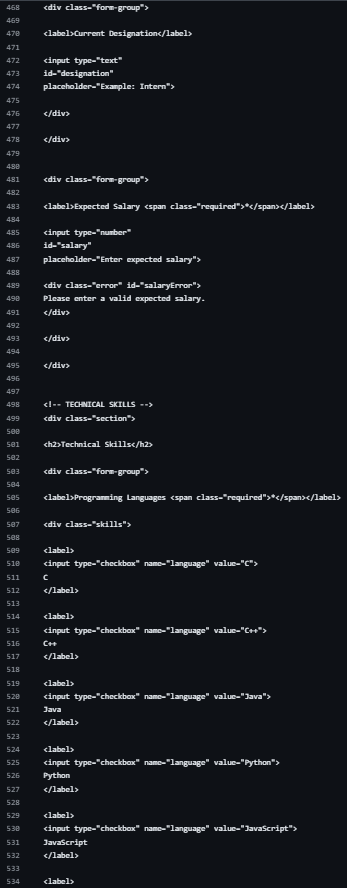 468 <div class="form-group">
469
470 <label>Current Designation</label>
471
472 <input type="text"
473 id="designation"
474 placeholder="Example: Intern">
475
476 </div>
477
478 </div>
479
480
481 <div class="form-group">
482
483 <label>Expected Salary <span class="required">*</span></label>
484
485 <input type="number"
486 id="salary"
487 placeholder="Enter expected salary">
488
489 <div class="error" id="salaryError">
490 Please enter a valid expected salary.
491 </div>
492
493 </div>
494
495 </div>
496
497
498 <!-- TECHNICAL SKILLS -->
499 <div class="section">
500
501 <h2>Technical Skills</h2>
502
503 <div class="form-group">
504
505 <label>Programming Languages <span class="required">*</span></label>
506
507 <div class="skills">
508
509 <label>
510 <input type="checkbox" name="language" value="C">
511 C
512 </label>
513
514 <label>
515 <input type="checkbox" name="language" value="C++">
516 C++
517 </label>
518
519 <label>
520 <input type="checkbox" name="language" value="Java">
521 Java
522 </label>
523
524 <label>
525 <input type="checkbox" name="language" value="Python">
526 Python
527 </label>
528
529 <label>
530 <input type="checkbox" name="language" value="JavaScript">
531 JavaScript
532 </label>
533
534 <label>